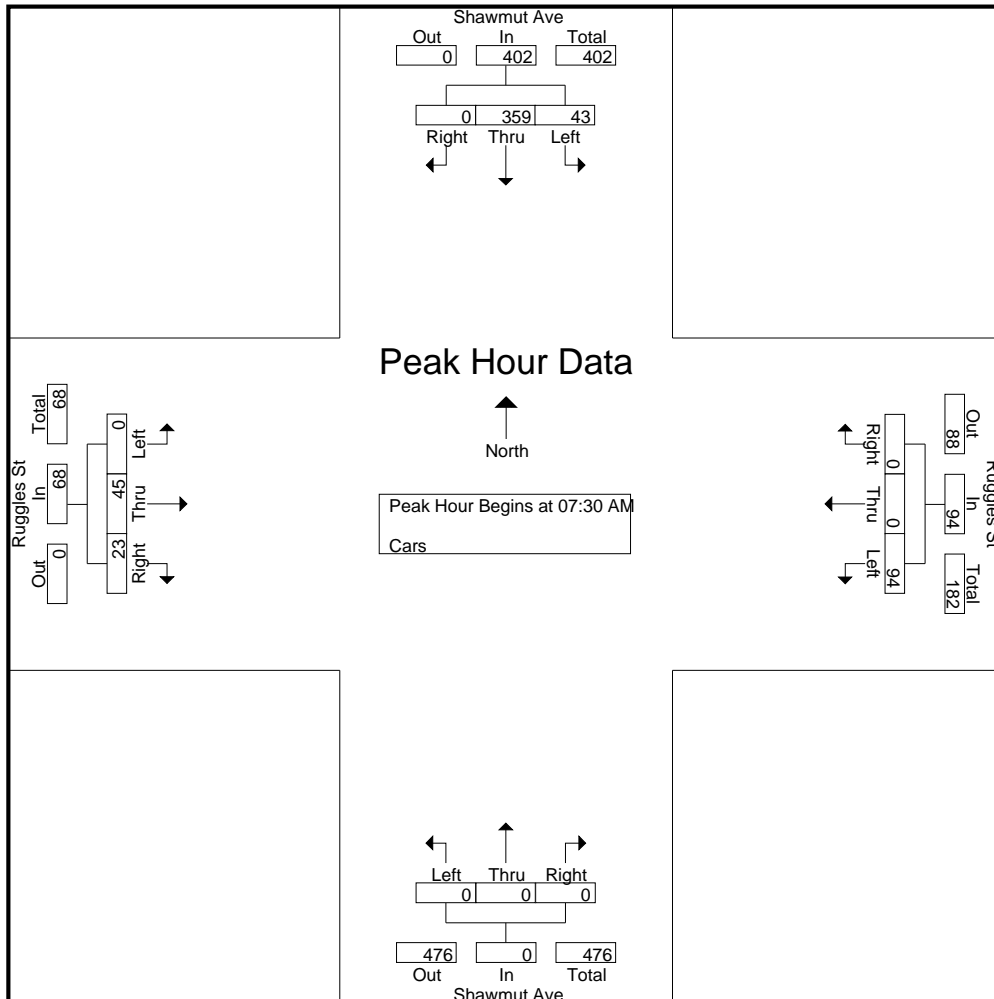 Shawmut Ave
Out In Total
0 402 402
0 359 43
Right Thru Left
Peak Hour Data
North
Peak Hour Begins at 07:30 AM
Cars
Ruggles St
Total In Out
68 68 0
0 45 23
Left Thru Right
Right Thru Left
0 0 94
Out In Total
88 94 182
Ruggles St
Left Thru Right
0 0 0
476 0 476
Out In Total
Shawmut Ave